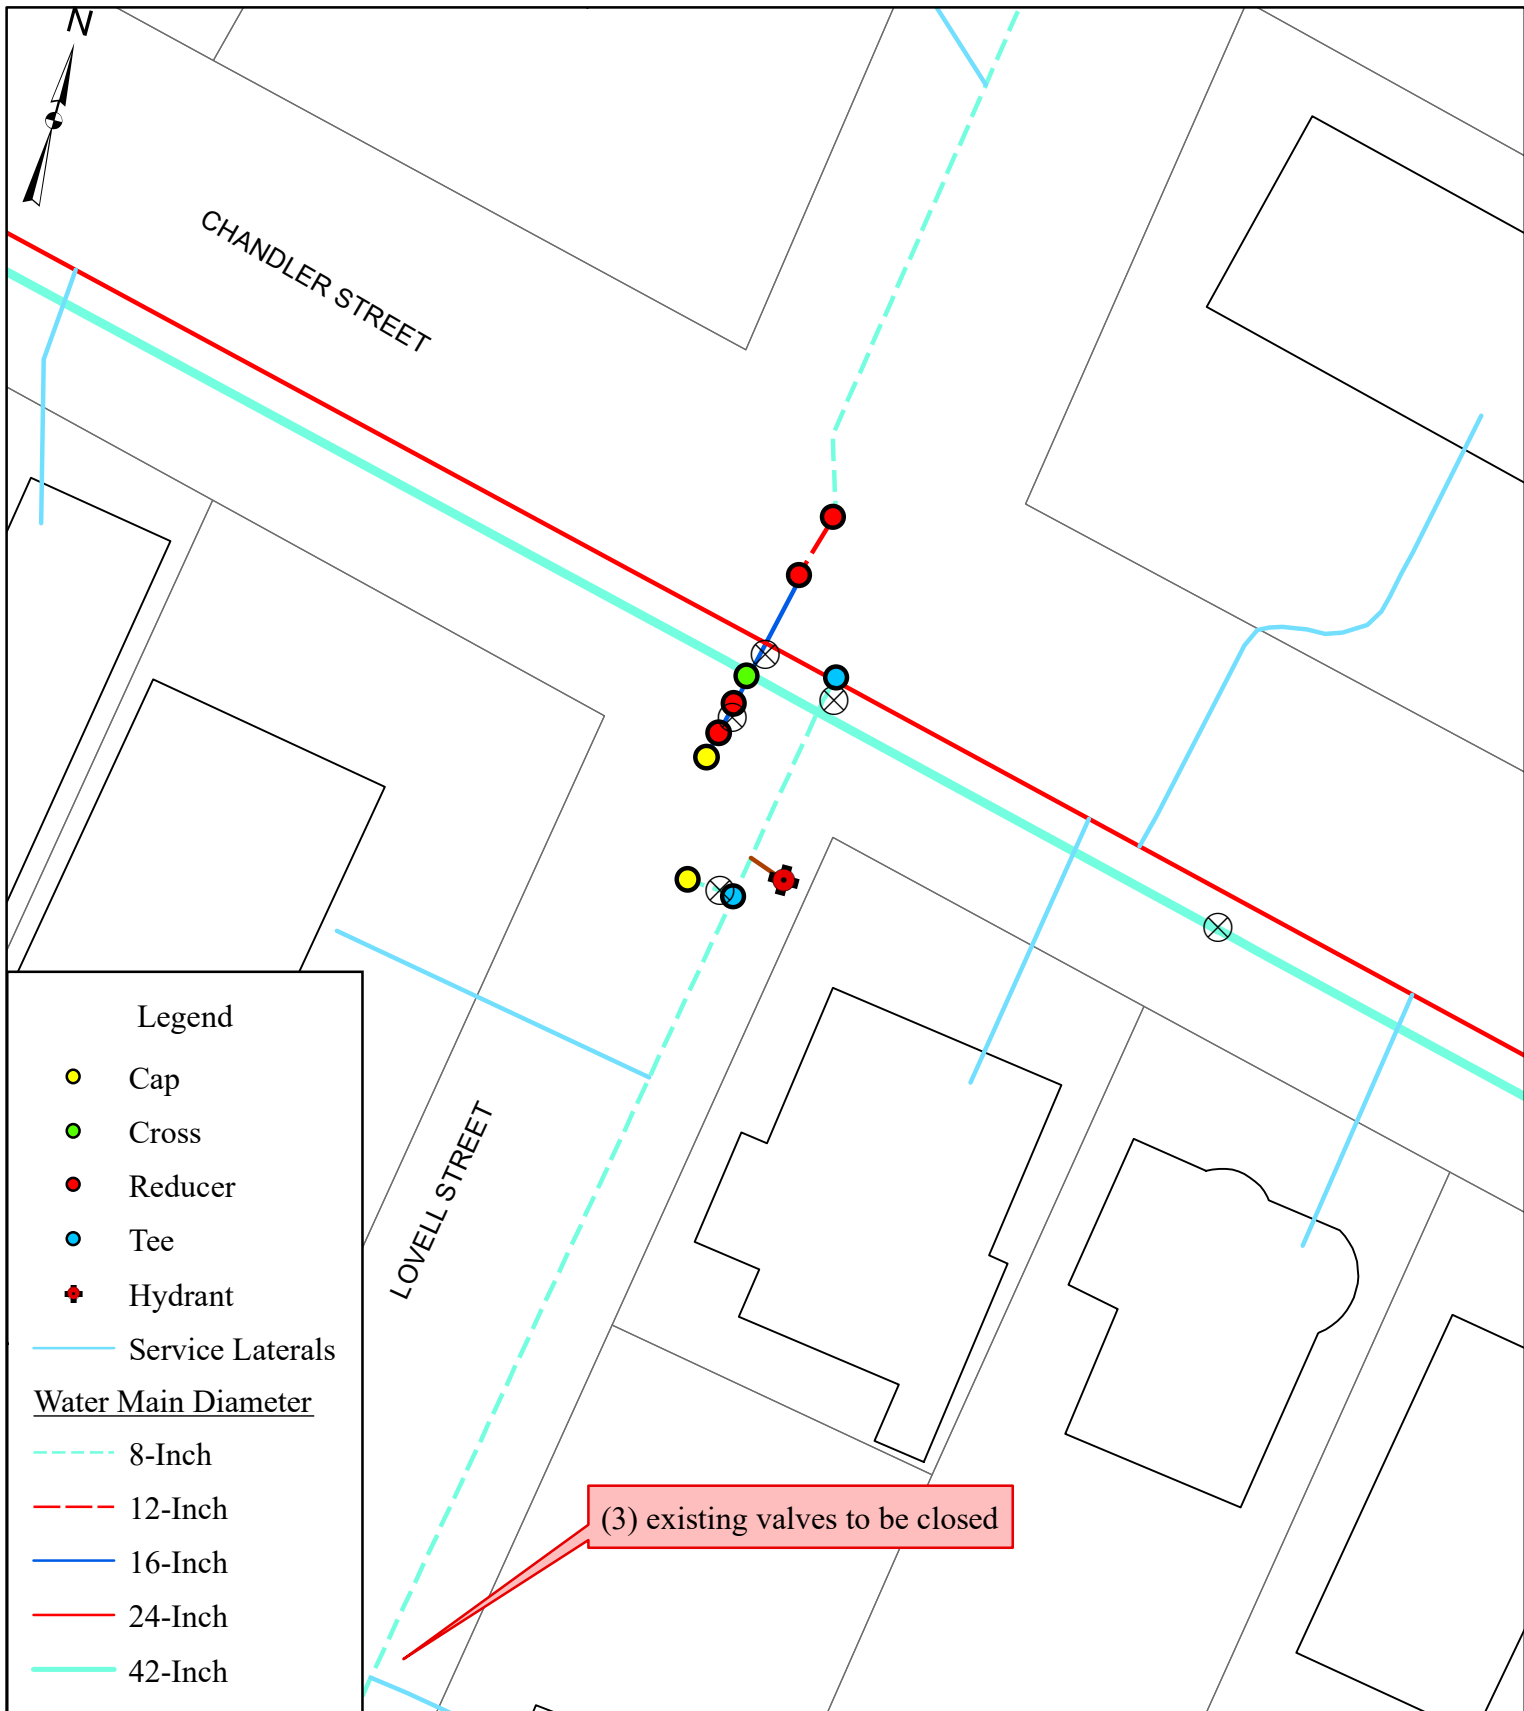 N
CHANDLER STREET
LOVELL STREET
Legend
Cap
Cross
Reducer
Tee
Hydrant
Service Laterals
Water Main Diameter
8-Inch
12-Inch
16-Inch
24-Inch
42-Inch
(3) existing valves to be closed